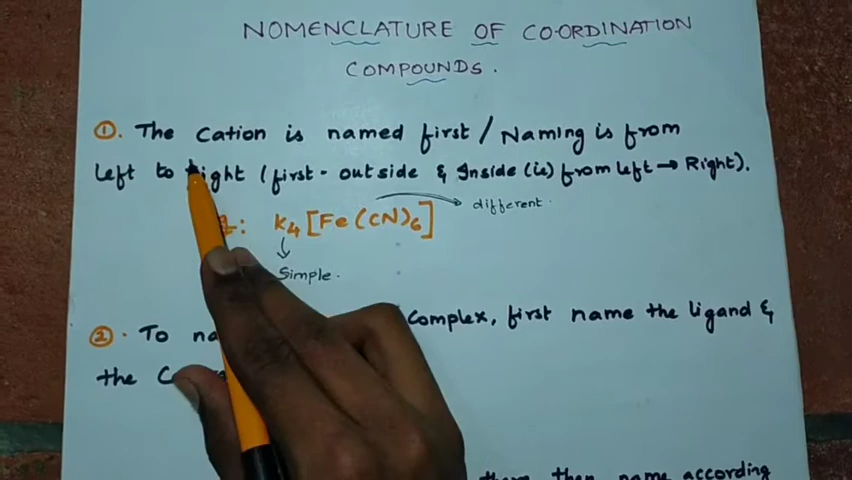 NOMENCLATURE OF CO-ORDINATION
COMPOUNDS.
①. The Cation is named first / Naming is from
Left to Right (first - outside & Inside (is) from left → Right).
: K4[Fe(CN)6] → different.
↓
Simple.
②. To Complex, first name the ligand &
the
them then name according